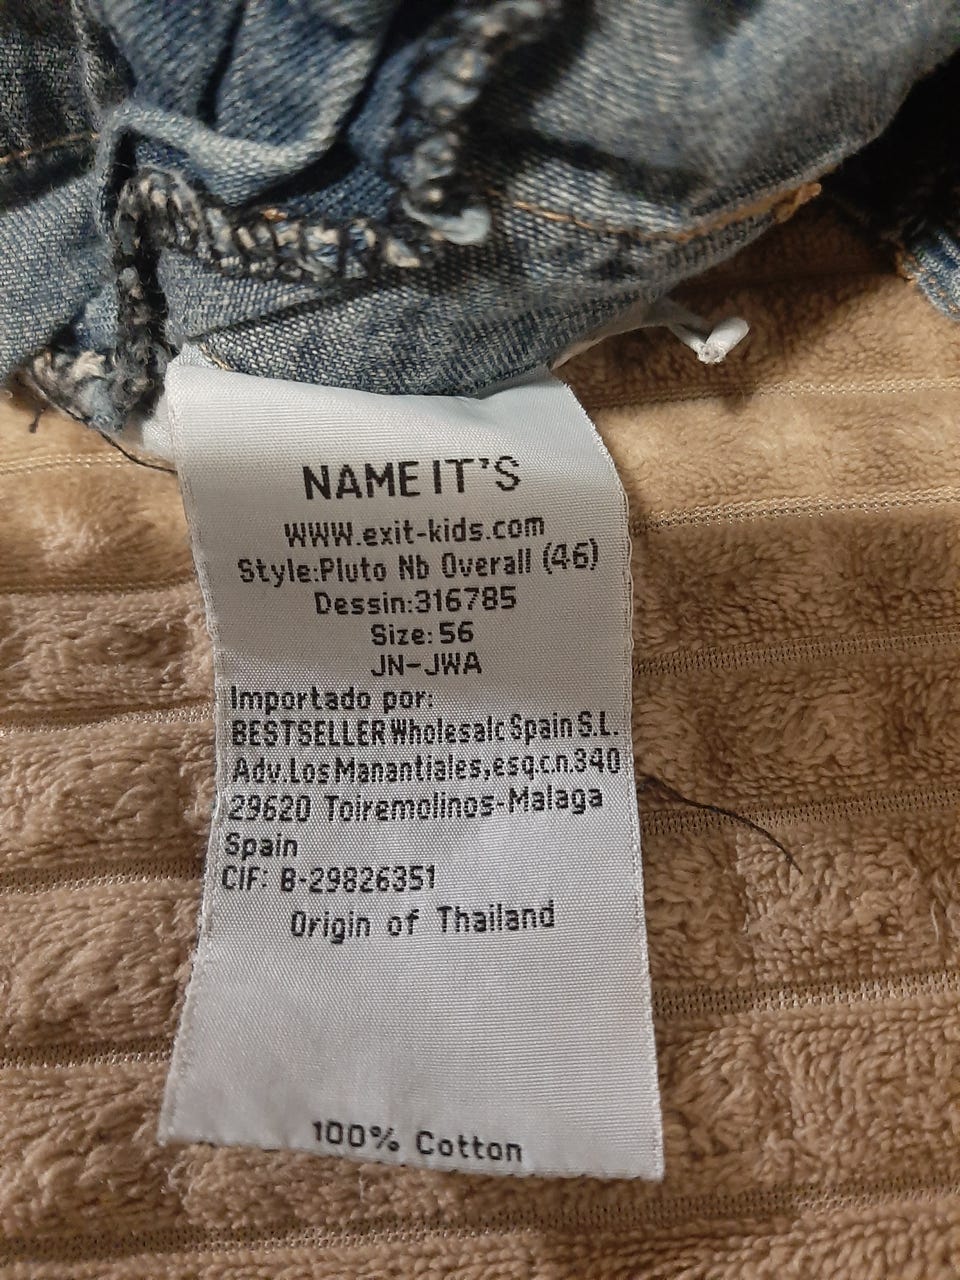 NAME IT'S
WWW.exit-kids.com
Style:Pluto Nb Overall (46)
Dessin:316785
Size: 56
JN-JWA
Importado por:
BESTSELLER Wholesalc Spain S.L.
Adv.Los Manantiales,esq.c.n.340
29620 Toiremolinos-Malaga
Spain
CIF: B-29826351
Origin of Thailand
100% Cotton